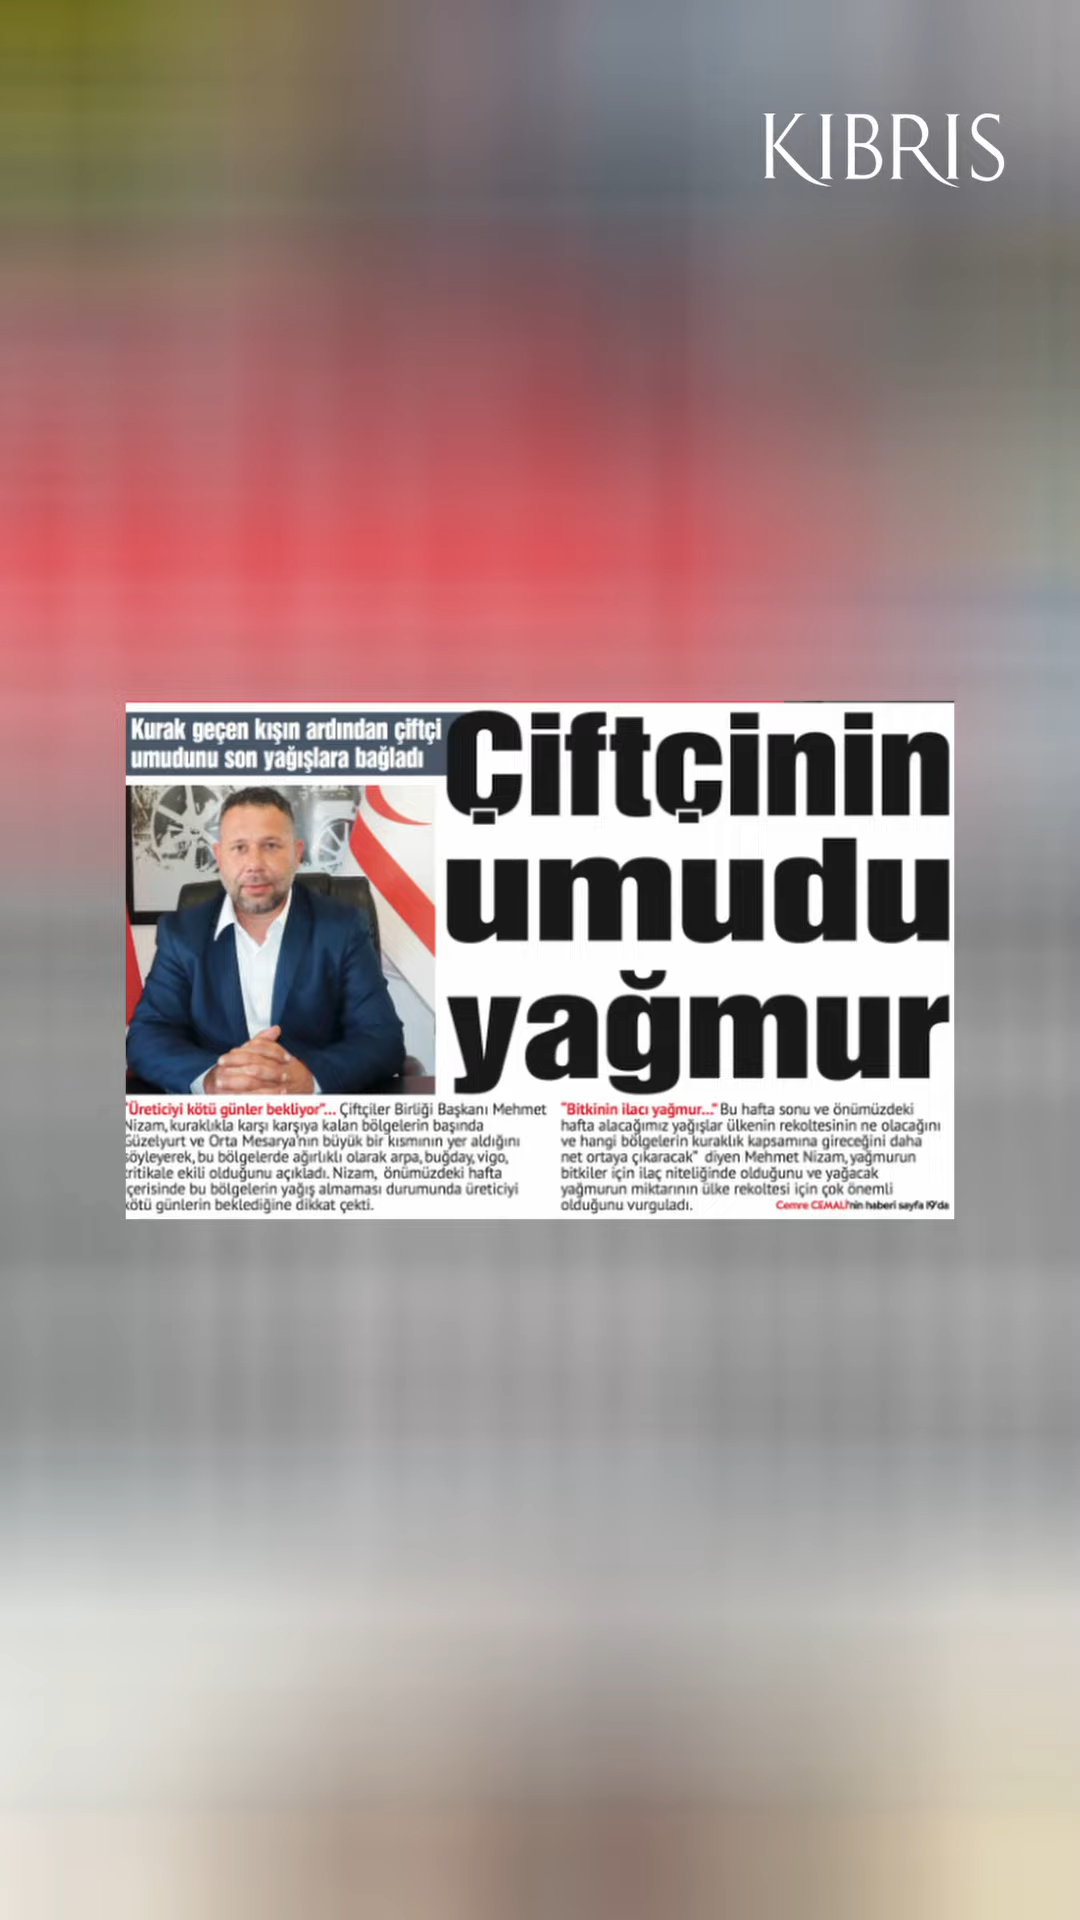 KIBRIS
Kurak geçen kışın ardından çiftçi
umudunu son yağışlara bağladı
Çiftçinin
umudu
yağmur
"Üreticiyi kötü günler bekliyor"... Çiftçiler Birliği Başkanı Mehmet
Nizam, kuraklıkla karşı karşıya kalan bölgelerin başında
Güzelyurt ve Orta Mesarya'nın büyük bir kısmının yer aldığını
söyleyerek, bu bölgelerde ağırlıklı olarak arpa, buğday, vigo,
tritikale ekili olduğunu açıkladı. Nizam, önümüzdeki hafta
içerisinde bu bölgelerin yağış almaması durumunda üreticiyi
kötü günlerin beklediğine dikkat çekti.
"Bitkinin ilacı yağmur..." Bu hafta sonu ve önümüzdeki
hafta alacağımız yağışlar ülkenin rekoltesinin ne olacağını
ve hangi bölgelerin kuraklık kapsamına gireceğini daha
net ortaya çıkaracak" diyen Mehmet Nizam, yağmurun
bitkiler için ilaç niteliğinde olduğunu ve yağacak
yağmurun miktarının ülke rekoltesi için çok önemli
olduğunu vurguladı.
Cemre CEMALİ'nin haberi sayfa 19'da